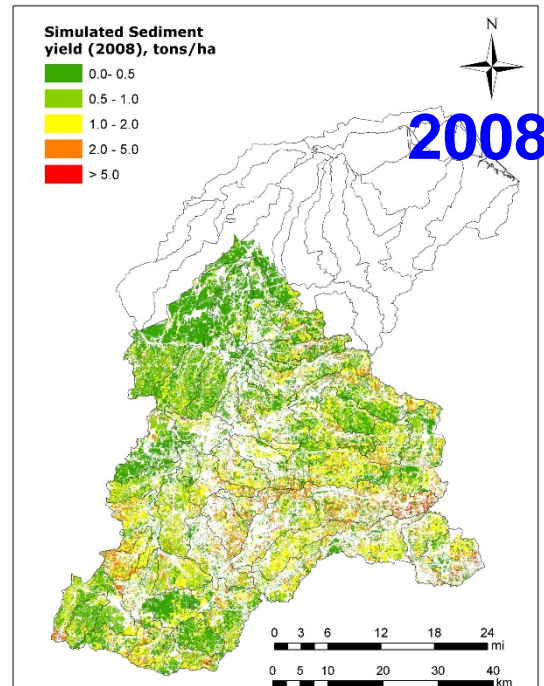 Simulated Sediment
yield (2008), tons/ha
0.0- 0.5
0.5 - 1.0
1.0 - 2.0
2.0 - 5.0
> 5.0
N
2008
0 3 6 12 18 24
mi
0 5 10 20 30 40
km